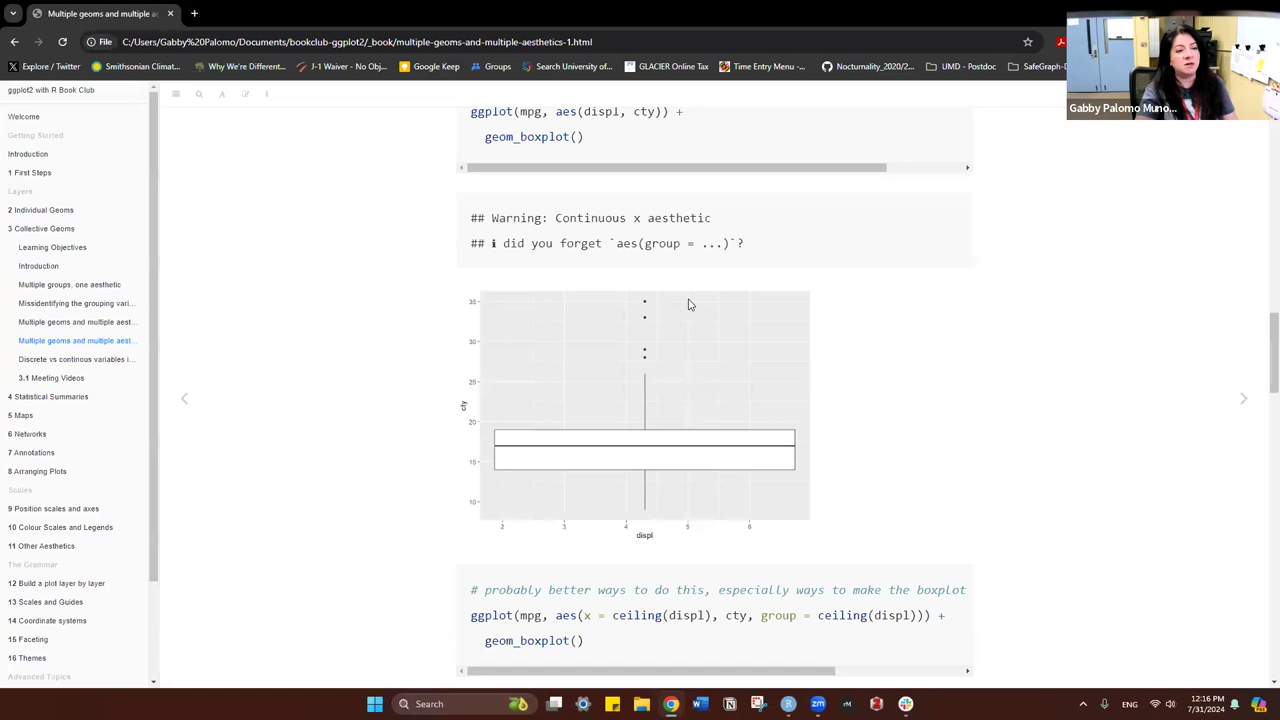 Multiple geoms and multiple ae
File
C:/Users/Gabby%20Palomo/Documents/bookclub-ggplot2/_book/multiple-geoms-and-multiple-aesthetics-1.html
Explore / Twitter
Smithsonian Climat...
Why We're Different...
J-1 Waiver - No Obj...
Google Keep
Framadate
GLACIER Online Tec...
Time Entry - Time E...
Nocturnality_2020/2...
UMD - Postdoc
SafeGraph-
Gabby Palomo Muno...
ggplot2 with R Book Club
Welcome
Getting Started
Introduction
1 First Steps
Layers
2 Individual Geoms
3 Collective Geoms
Learning Objectives
Introduction
Multiple groups, one aesthetic
Missidentifying the grouping vari...
Multiple geoms and multiple aest...
Multiple geoms and multiple aest...
Discrete vs continous variables i...
3.1 Meeting Videos
4 Statistical Summaries
5 Maps
6 Networks
7 Annotations
8 Arranging Plots
Scales
9 Position scales and axes
10 Colour Scales and Legends
11 Other Aesthetics
The Grammar
12 Build a plot layer by layer
13 Scales and Guides
14 Coordinate systems
15 Faceting
16 Themes
Advanced Topics
ggplot(mpg, aes(displ, cty)) +
geom_boxplot()
## Warning: Continuous x aesthetic
## ℹ did you forget `aes(group = ...)`?
35
30
25
20
15
10
cty
2 3 4 5 6
displ
# probably better ways to do this, especially ways to make the boxplot
ggplot(mpg, aes(x = ceiling(displ), cty, group = ceiling(displ))) +
geom_boxplot()
Search
12:16 PM
7/31/2024